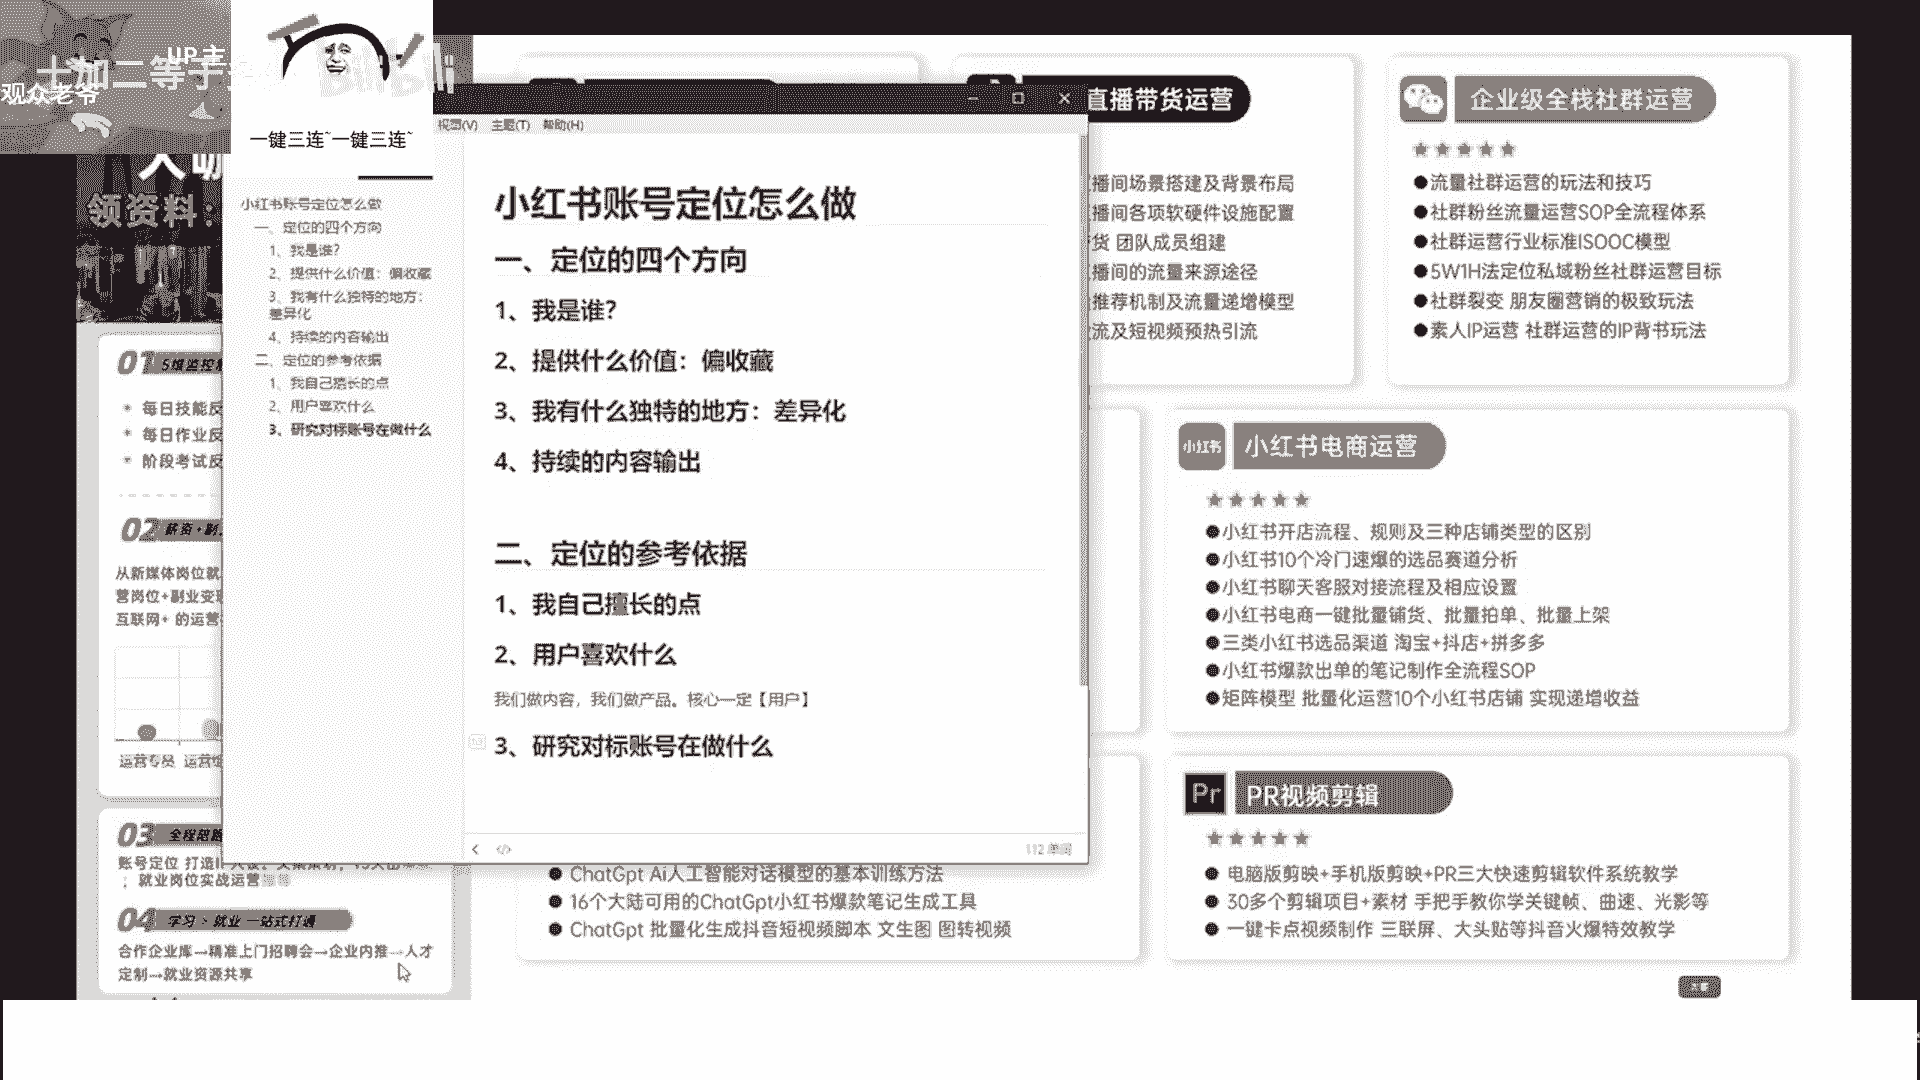 UP主
观众老爷
一键三连~一键三连~
领资料：
视图(V) 主题(T) 帮助(H)
小红书账号定位怎么做
一、定位的四个方向
1、我是谁？
2、提供什么价值：偏收藏
3、我有什么独特的地方：
差异化
4、持续的内容输出
二、定位的参考依据
1、我自己擅长的点
2、用户喜欢什么
3、研究对标账号在做什么
小红书账号定位怎么做
一、定位的四个方向
1、我是谁？
2、提供什么价值：偏收藏
3、我有什么独特的地方：差异化
4、持续的内容输出
二、定位的参考依据
1、我自己擅长的点
2、用户喜欢什么
我们做内容，我们做产品。核心一定【用户】
3、研究对标账号在做什么
112 单词
01
每日技能反
每日作业反
阶段考试反
02
从新媒体岗位就
营岗位+副业变现
互联网+ 的运营
运营专员
03
账号定位
；就业岗位实战运营
04 学习 > 就业 一站式打通
合作企业库→精准上门招聘会→企业内推→人才
定制→就业资源共享
直播带货运营
播间场景搭建及背景布局
播间各项软硬件设施配置
货 团队成员组建
播间的流量来源途径
推荐机制及流量递增模型
流及短视频预热引流
企业级全栈社群运营
●流量社群运营的玩法和技巧
●社群粉丝流量运营SOP全流程体系
●社群运营行业标准ISOOC模型
●5W1H法定位私域粉丝社群运营目标
●社群裂变 朋友圈营销的极致玩法
●素人IP运营 社群运营的IP背书玩法
小红书 小红书电商运营
●小红书开店流程、规则及三种店铺类型的区别
●小红书10个冷门速爆的选品赛道分析
●小红书聊天客服对接流程及相应设置
●小红书电商一键批量铺货、批量拍单、批量上架
●三类小红书选品渠道 淘宝+抖店+拼多多
●小红书爆款出单的笔记制作全流程SOP
●矩阵模型 批量化运营10个小红书店铺 实现递增收益
● ChatGpt Ai人工智能对话模型的基本训练方法
● 16个大陆可用的ChatGpt小红书爆款笔记生成工具
● ChatGpt 批量化生成抖音短视频脚本 文生图 图转视频
Pr PR视频剪辑
● 电脑版剪映+手机版剪映+PR三大快速剪辑软件系统教学
● 30多个剪辑项目+素材 手把手教你学关键帧、曲速、光影等
● 一键卡点视频制作 三联屏、大头贴等抖音火爆特效教学